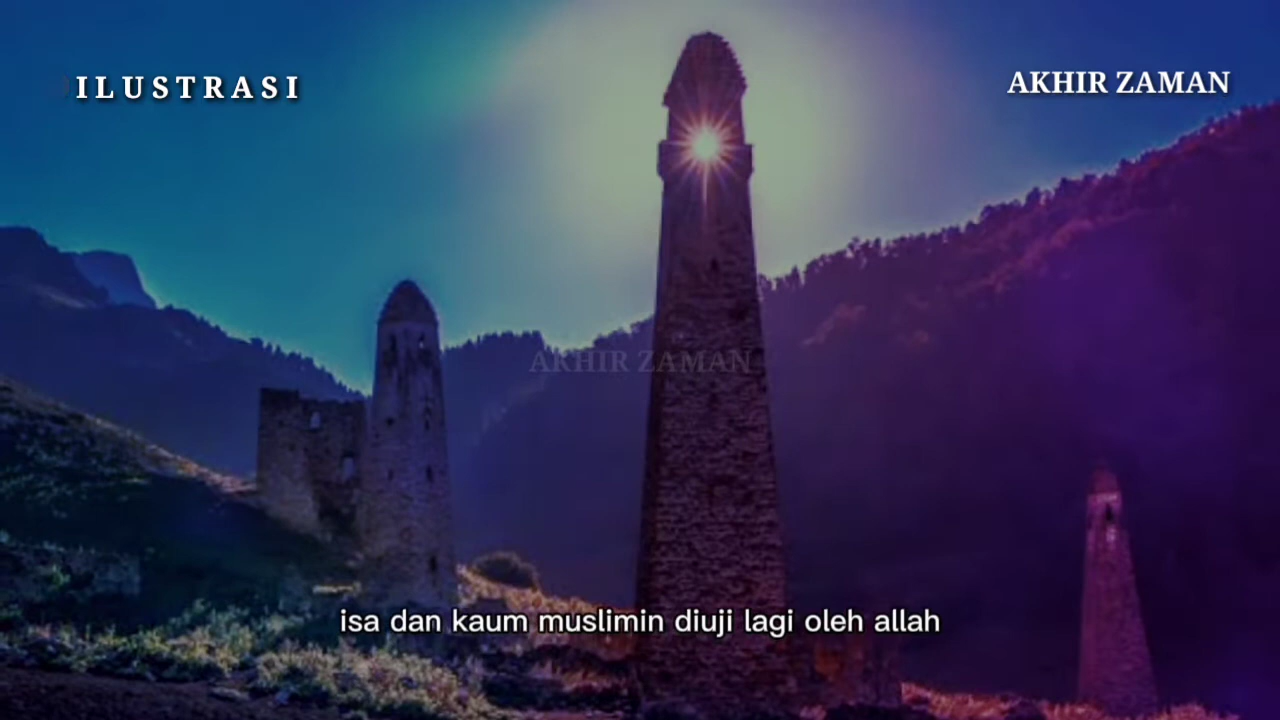 ILUSTRASI
AKHIR ZAMAN
AKHIR ZAMAN
isa dan kaum muslimin diuji lagi oleh allah